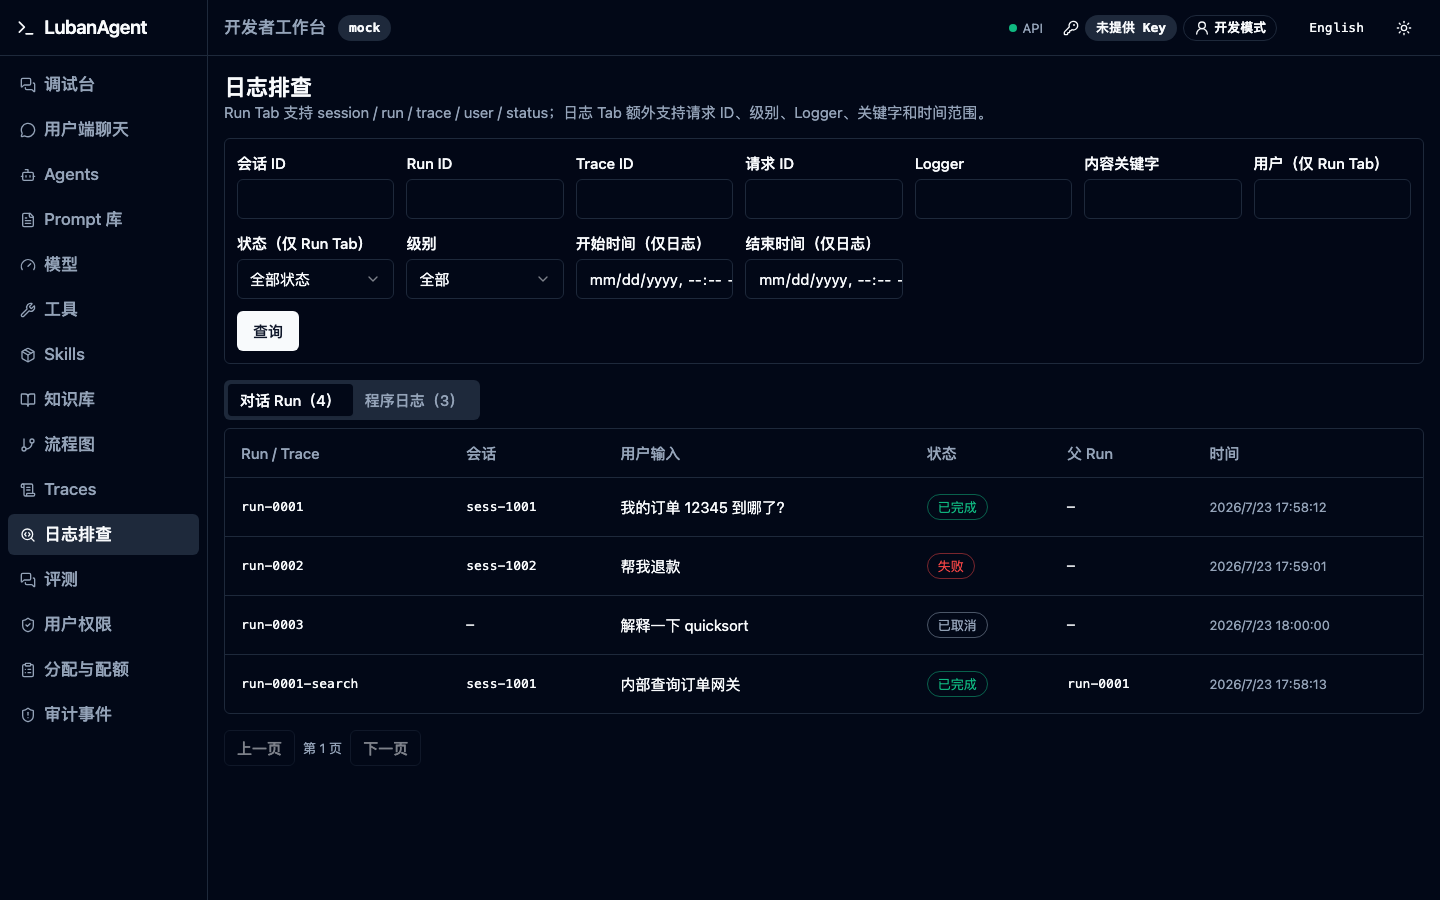 LubanAgent
开发者工作台 mock
API 未提供 Key 开发模式 English
调试台
用户端聊天
Agents
Prompt 库
模型
工具
Skills
知识库
流程图
Traces
日志排查
评测
用户权限
分配与配额
审计事件
日志排查
Run Tab 支持 session / run / trace / user / status；日志 Tab 额外支持请求 ID、级别、Logger、关键字和时间范围。
会话 ID Run ID Trace ID 请求 ID Logger 内容关键字 用户（仅 Run Tab）
状态（仅 Run Tab） 级别 开始时间（仅日志） 结束时间（仅日志）
全部状态 全部 mm/dd/yyyy, --:-- - mm/dd/yyyy, --:-- -
查询
对话 Run（4） 程序日志（3）
Run / Trace 会话 用户输入 状态 父 Run 时间
run-0001 sess-1001 我的订单 12345 到哪了? 已完成 — 2026/7/23 17:58:12
run-0002 sess-1002 帮我退款 失败 — 2026/7/23 17:59:01
run-0003 — 解释一下 quicksort 已取消 — 2026/7/23 18:00:00
run-0001-search sess-1001 内部查询订单网关 已完成 run-0001 2026/7/23 17:58:13
上一页 第 1 页 下一页